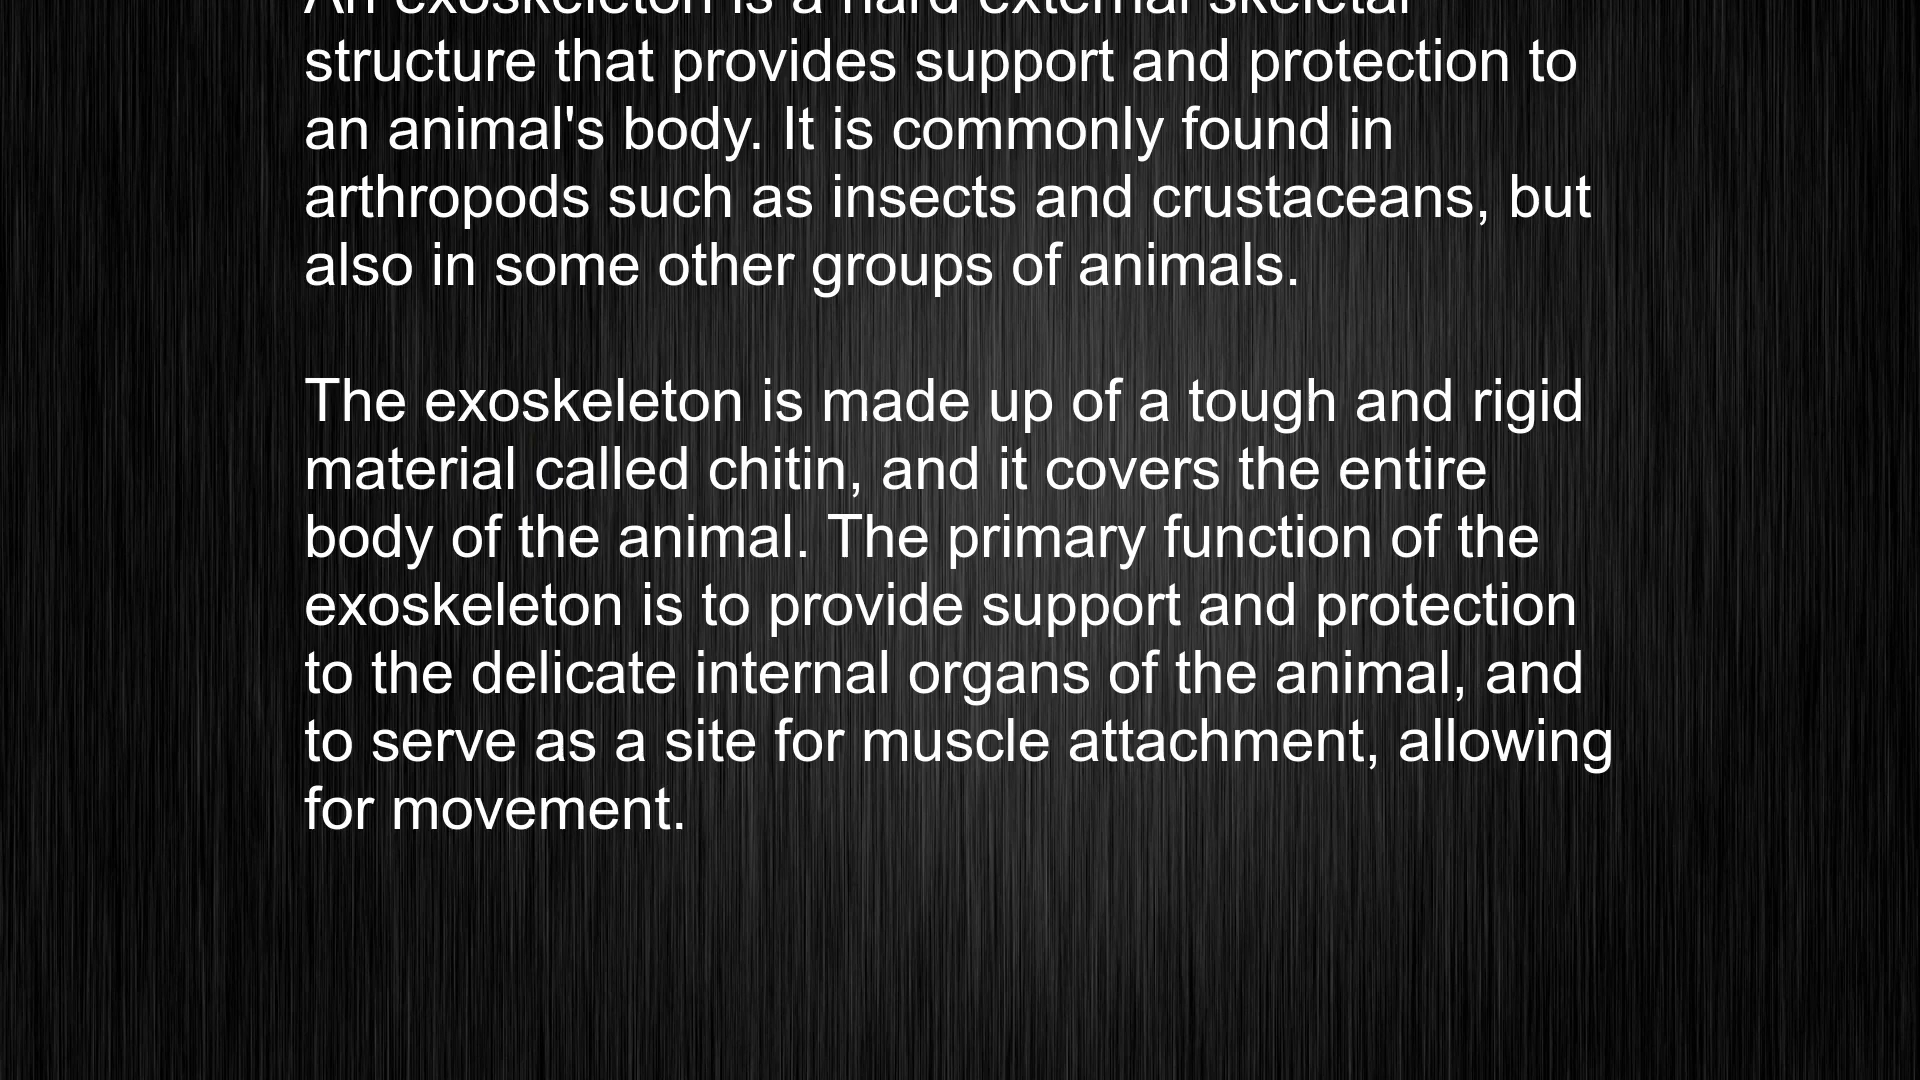 An exoskeleton is a hard external skeletal
structure that provides support and protection to
an animal's body. It is commonly found in
arthropods such as insects and crustaceans, but
also in some other groups of animals.
The exoskeleton is made up of a tough and rigid
material called chitin, and it covers the entire
body of the animal. The primary function of the
exoskeleton is to provide support and protection
to the delicate internal organs of the animal, and
to serve as a site for muscle attachment, allowing
for movement.